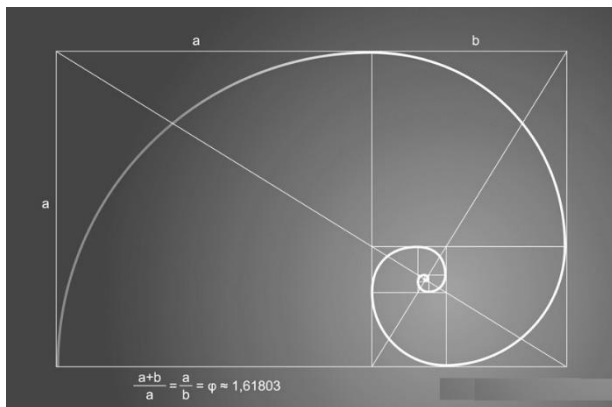 a b
a
a+b/a = a/b = φ ≈ 1,61803